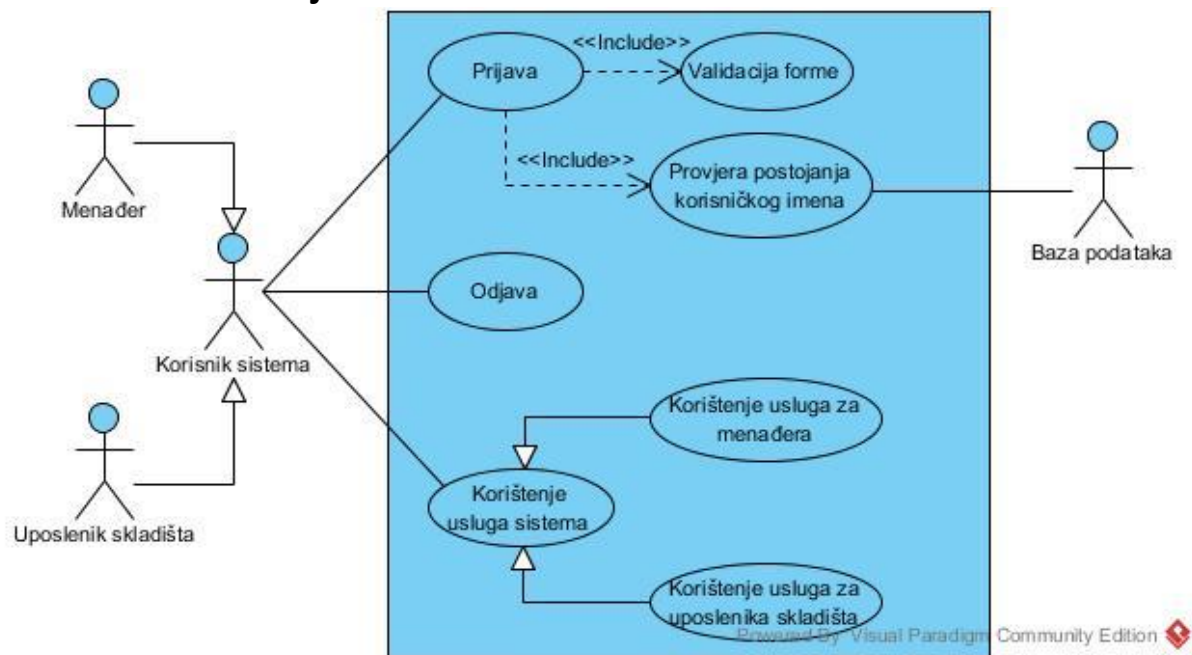 <<Include>>
Prijava
Validacija forme
<<Include>>
Provjera postojanja
korisničkog imena
Menađer
Baza podataka
Odjava
Korisnik sistema
Korištenje usluga za
menađera
Korištenje
usluga sistema
Uposlenik skladišta
Korištenje usluga za
uposlenika skladišta
Powered By Visual Paradigm Community Edition